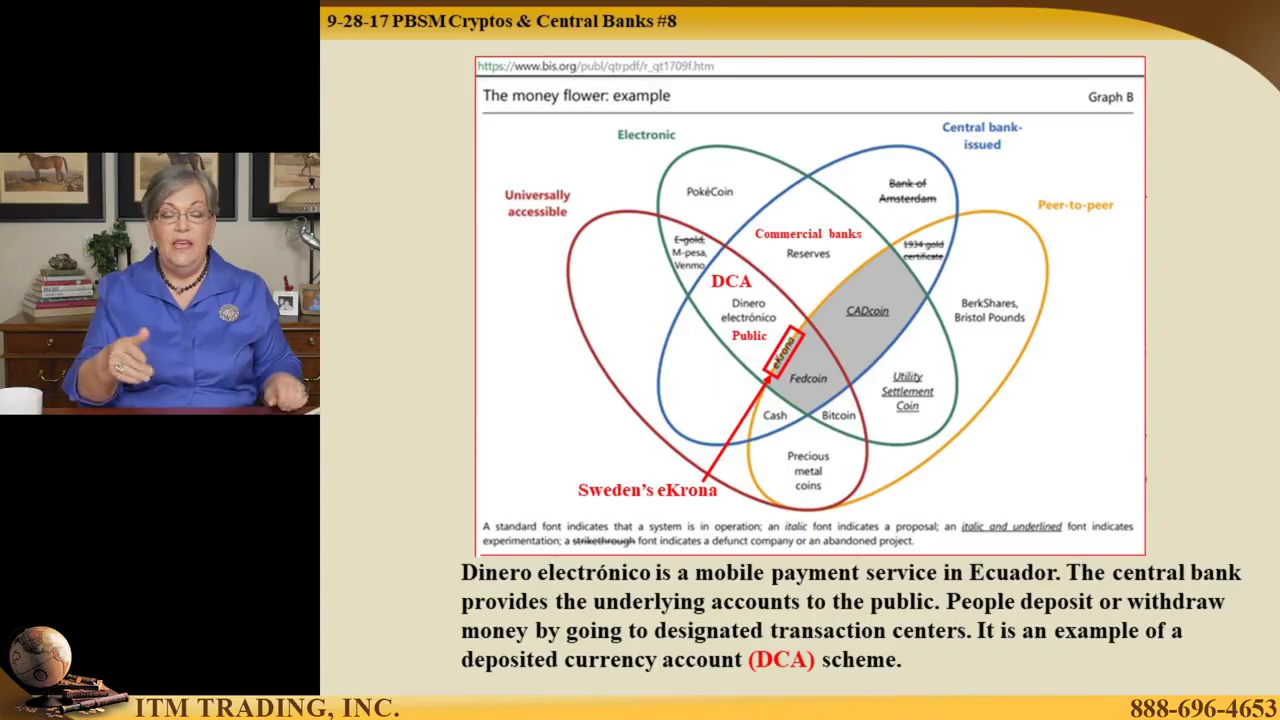 9-28-17 PBSM Cryptos & Central Banks #8
https://www.bis.org/publ/qtrpdf/r_qt1709f.htm
The money flower: example
Graph B
Electronic
Central bank-
issued
Universally
accessible
Peer-to-peer
PokéCoin
Bank of
Amsterdam
E-gold,
M-pesa,
Venmo
Commercial banks
Reserves
1934 gold
certificate
DCA
Dinero
electrónico
Public
eKrona
CADcoin
BerkShares,
Bristol Pounds
Fedcoin
Utility
Settlement
Coin
Cash
Bitcoin
Precious
metal
coins
Sweden's eKrona
A standard font indicates that a system is in operation; an italic font indicates a proposal; an italic and underlined font indicates
experimentation; a strikethrough font indicates a defunct company or an abandoned project.
Dinero electrónico is a mobile payment service in Ecuador. The central bank
provides the underlying accounts to the public. People deposit or withdraw
money by going to designated transaction centers. It is an example of a
deposited currency account (DCA) scheme.
ITM TRADING, INC.
888-696-4653